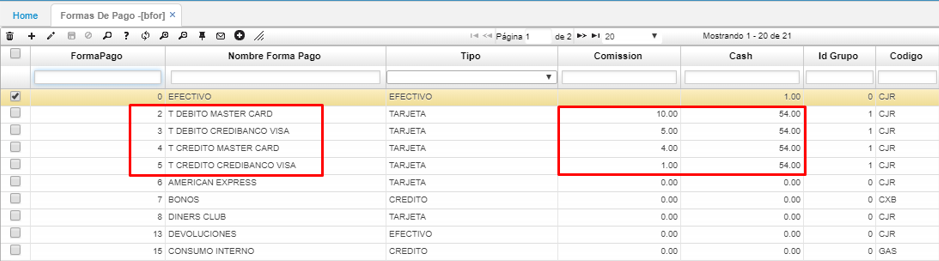 Home Formas De Pago -[bfor] ×
Página 1 de 2 20 Mostrando 1 - 20 de 21
FormaPago Nombre Forma Pago Tipo Comission Cash Id Grupo Codigo
0 EFECTIVO EFECTIVO 1.00 0 CJR
2 T DEBITO MASTER CARD TARJETA 10.00 54.00 1 CJR
3 T DEBITO CREDIBANCO VISA TARJETA 5.00 54.00 1 CJR
4 T CREDITO MASTER CARD TARJETA 4.00 54.00 1 CJR
5 T CREDITO CREDIBANCO VISA TARJETA 1.00 54.00 1 CJR
6 AMERICAN EXPRESS TARJETA 0.00 0.00 0 CJR
7 BONOS CREDITO 0.00 0.00 0 CXB
8 DINERS CLUB TARJETA 0.00 0.00 0 CJR
13 DEVOLUCIONES EFECTIVO 0.00 0.00 0 CJR
15 CONSUMO INTERNO CREDITO 0.00 0.00 0 GAS